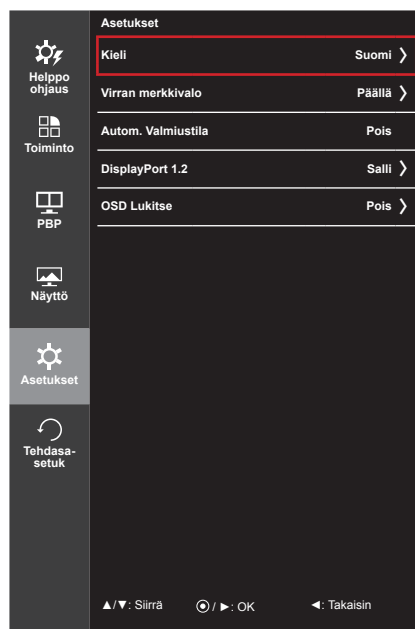 Asetukset
Helppo
ohjaus
Toiminto
PBP
Näyttö
Asetukset
Tehdasa-
setuk
Kieli Suomi 〉
Virran merkkivalo Päällä 〉
Autom. Valmiustila Pois
DisplayPort 1.2 Salli 〉
OSD Lukitse Pois 〉
▲/▼: Siirrä ⦿ / ►: OK ◄: Takaisin